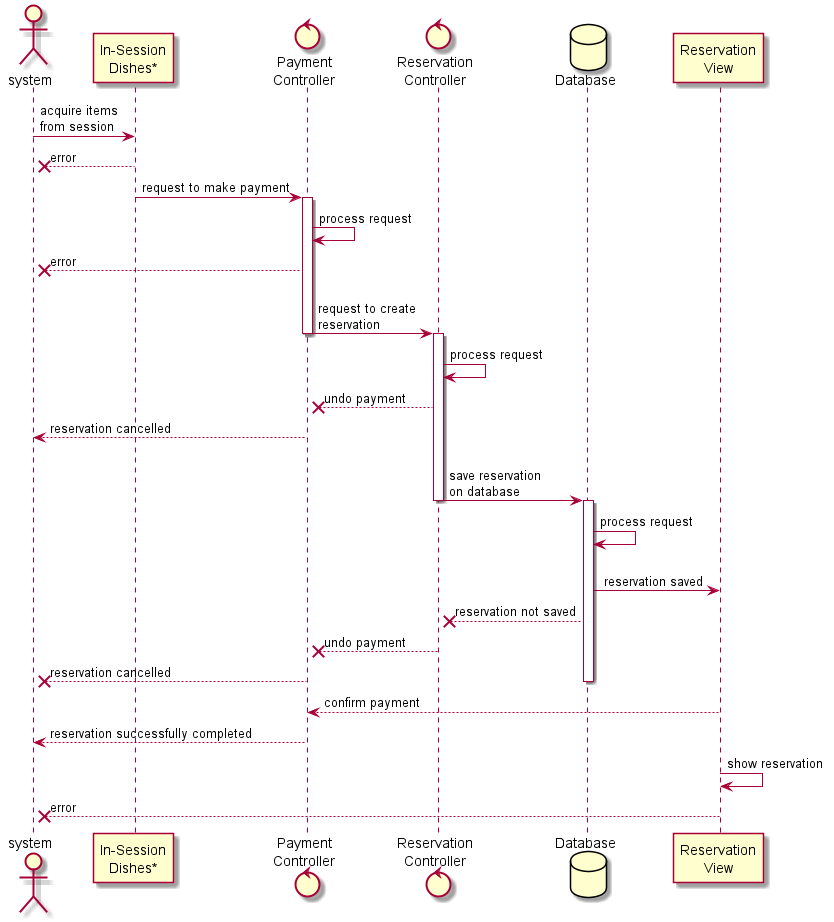 system
In-Session
Dishes*
Payment
Controller
Reservation
Controller
Database
Reservation
View
acquire items
from session
error
request to make payment
process request
error
request to create
reservation
process request
undo payment
reservation cancelled
save reservation
on database
process request
reservation saved
reservation not saved
undo payment
reservation cancelled
confirm payment
reservation successfully completed
show reservation
error
system
In-Session
Dishes*
Payment
Controller
Reservation
Controller
Database
Reservation
View